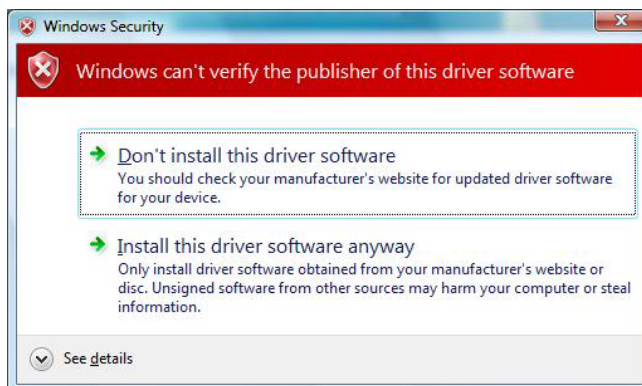 Windows Security
Windows can't verify the publisher of this driver software
Don't install this driver software
You should check your manufacturer's website for updated driver software
for your device.
Install this driver software anyway
Only install driver software obtained from your manufacturer's website or
disc. Unsigned software from other sources may harm your computer or steal
information.
See details